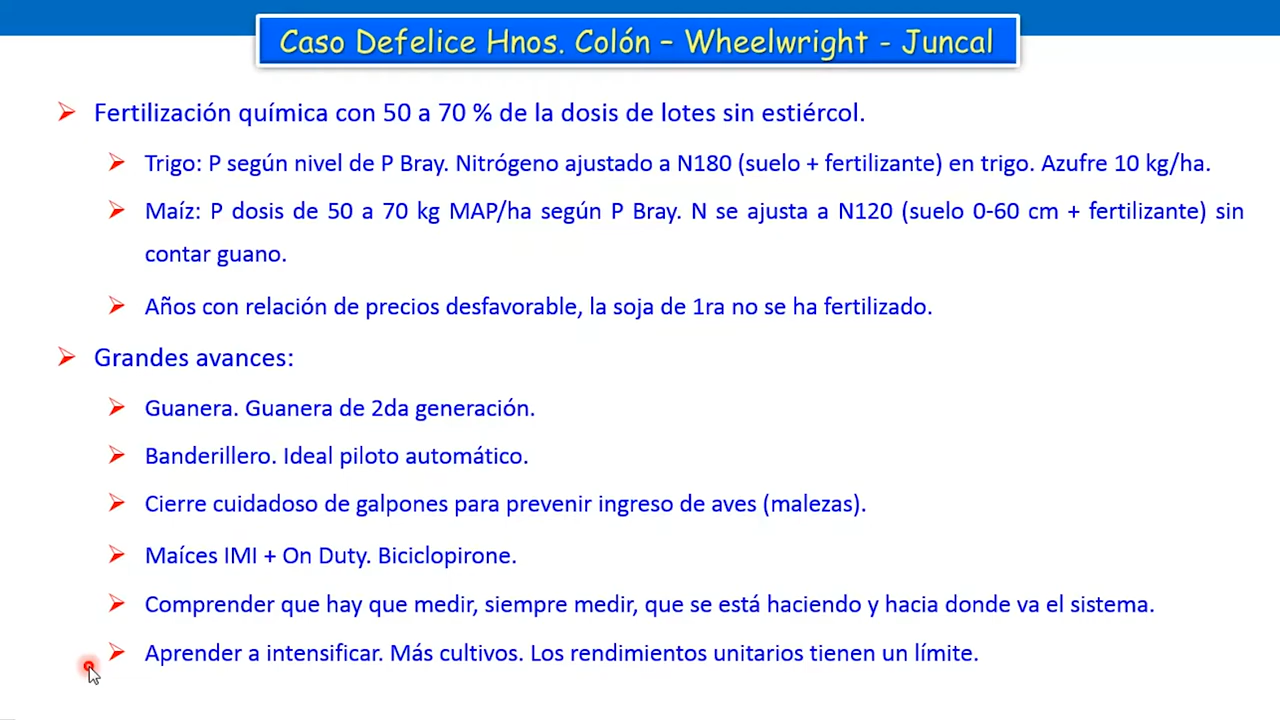 Caso Defelice Hnos. Colón – Wheelwright - Juncal
Fertilización química con 50 a 70 % de la dosis de lotes sin estiércol.
Trigo: P según nivel de P Bray. Nitrógeno ajustado a N180 (suelo + fertilizante) en trigo. Azufre 10 kg/ha.
Maíz: P dosis de 50 a 70 kg MAP/ha según P Bray. N se ajusta a N120 (suelo 0-60 cm + fertilizante) sin
contar guano.
Años con relación de precios desfavorable, la soja de 1ra no se ha fertilizado.
Grandes avances:
Guanera. Guanera de 2da generación.
Banderillero. Ideal piloto automático.
Cierre cuidadoso de galpones para prevenir ingreso de aves (malezas).
Maíces IMI + On Duty. Biciclopirone.
Comprender que hay que medir, siempre medir, que se está haciendo y hacia donde va el sistema.
Aprender a intensificar. Más cultivos. Los rendimientos unitarios tienen un límite.